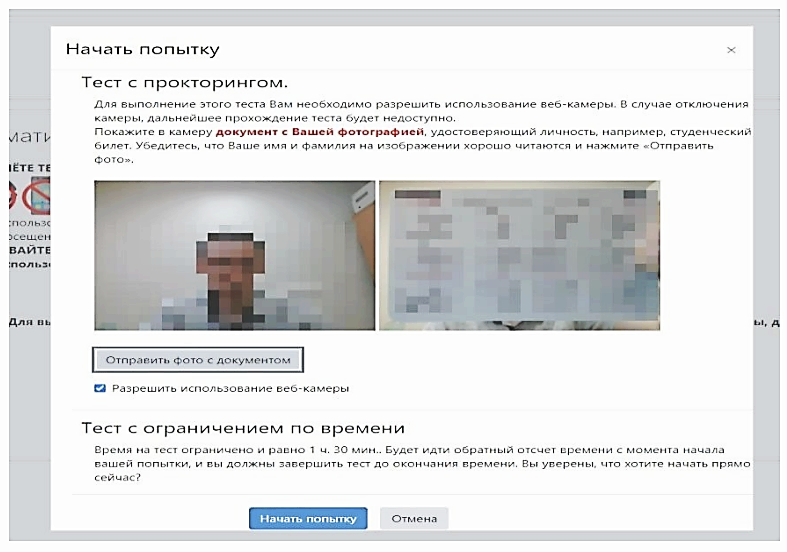 Начать попытку
×
Тест с прокторингом.
Для выполнение этого теста Вам необходимо разрешить использование веб-камеры. В случае отключения
камеры, дальнейшее прохождение теста будет недоступно.
Покажите в камеру документ с Вашей фотографией, удостоверяющий личность, например, студенческий
билет. Убедитесь, что Ваше имя и фамилия на изображении хорошо читаются и нажмите «Отправить
фото».
Отправить фото с документом
Разрешить использование веб-камеры
Тест с ограничением по времени
Время на тест ограничено и равно 1 ч. 30 мин.. Будет идти обратный отсчет времени с момента начала
вашей попытки, и вы должны завершить тест до окончания времени. Вы уверены, что хотите начать прямо
сейчас?
Начать попытку
Отмена